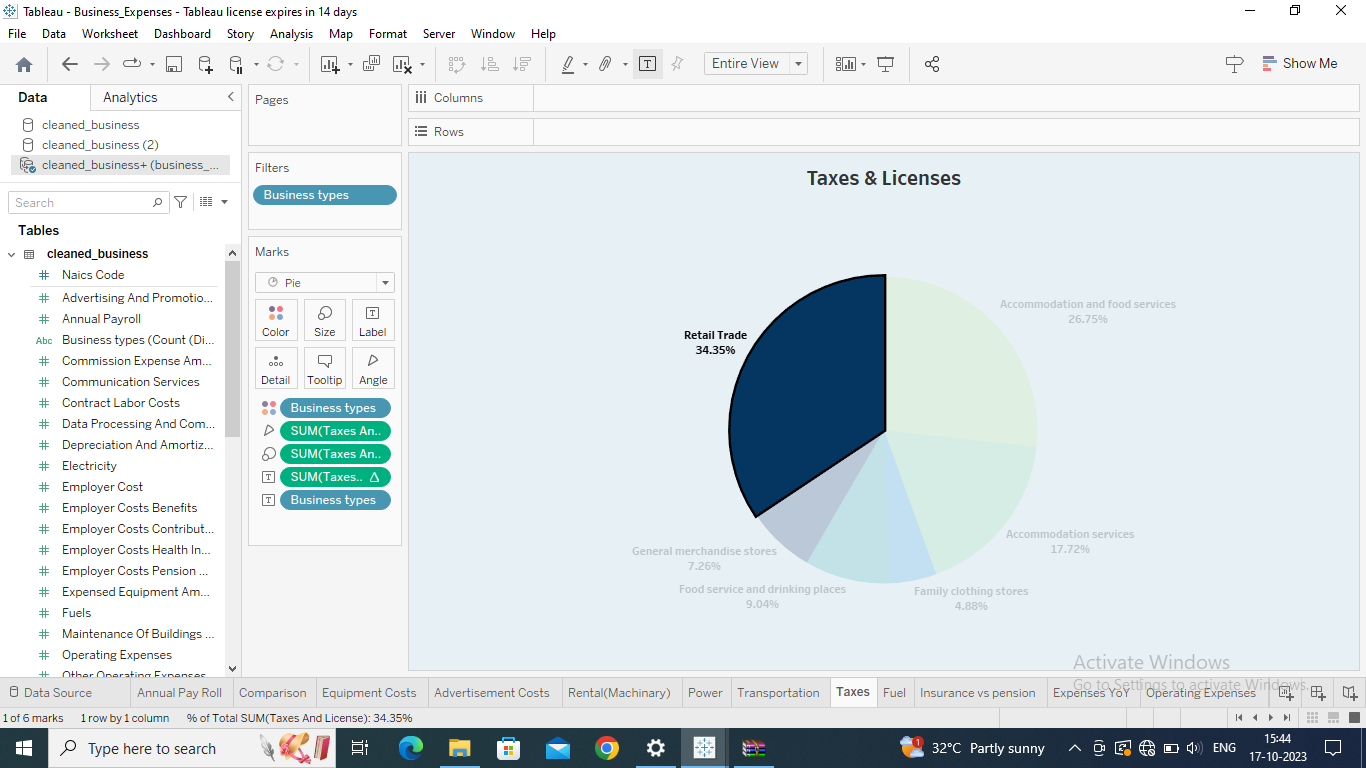 Tableau - Business_Expenses - Tableau license expires in 14 days
File Data Worksheet Dashboard Story Analysis Map Format Server Window Help
Entire View
Show Me
Data Analytics
cleaned_business
cleaned_business (2)
cleaned_business+ (business_...
Search
Tables
cleaned_business
Naics Code
Advertising And Promotio...
Annual Payroll
Abc Business types (Count (Di...
Commission Expense Am...
Communication Services
Contract Labor Costs
Data Processing And Com...
Depreciation And Amortiz...
Electricity
Employer Cost
Employer Costs Benefits
Employer Costs Contribut...
Employer Costs Health In...
Employer Costs Pension ...
Expensed Equipment Am...
Fuels
Maintenance Of Buildings ...
Operating Expenses
Other Operating Expenses
Pages
Filters
Business types
Marks
Pie
Color Size Label
Detail Tooltip Angle
Business types
SUM(Taxes An..
SUM(Taxes An..
SUM(Taxes.. Δ
Business types
Columns
Rows
Taxes & Licenses
Accommodation and food services
26.75%
Retail Trade
34.35%
Accommodation services
17.72%
General merchandise stores
7.26%
Food service and drinking places
9.04%
Family clothing stores
4.88%
Activate Windows
Go to Settings to activate Windows.
Data Source Annual Pay Roll Comparison Equipment Costs Advertisement Costs Rental(Machinary) Power Transportation Taxes Fuel Insurance vs pension Expenses YoY Operating Expenses
1 of 6 marks 1 row by 1 column % of Total SUM(Taxes And License): 34.35%
Type here to search
1
32°C Partly sunny
ENG
15:44
17-10-2023